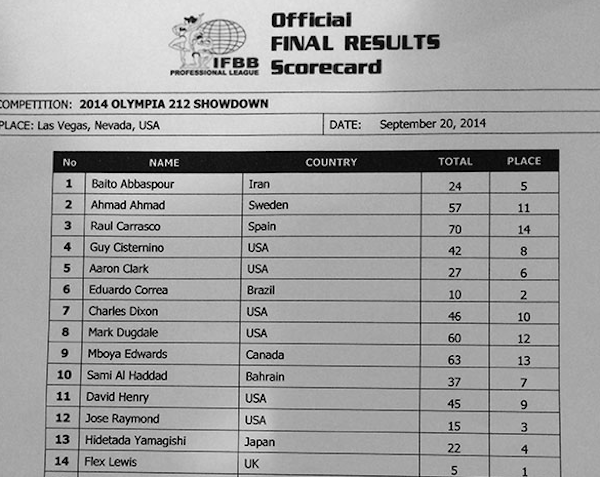 Official
FINAL RESULTS
Scorecard
IFBB
PROFESSIONAL LEAGUE
COMPETITION: 2014 OLYMPIA 212 SHOWDOWN
PLACE: Las Vegas, Nevada, USA DATE: September 20, 2014
No NAME COUNTRY TOTAL PLACE
1 Baito Abbaspour Iran 24 5
2 Ahmad Ahmad Sweden 57 11
3 Raul Carrasco Spain 70 14
4 Guy Cisternino USA 42 8
5 Aaron Clark USA 27 6
6 Eduardo Correa Brazil 10 2
7 Charles Dixon USA 46 10
8 Mark Dugdale USA 60 12
9 Mboya Edwards Canada 63 13
10 Sami Al Haddad Bahrain 37 7
11 David Henry USA 45 9
12 Jose Raymond USA 15 3
13 Hidetada Yamagishi Japan 22 4
14 Flex Lewis UK 5 1